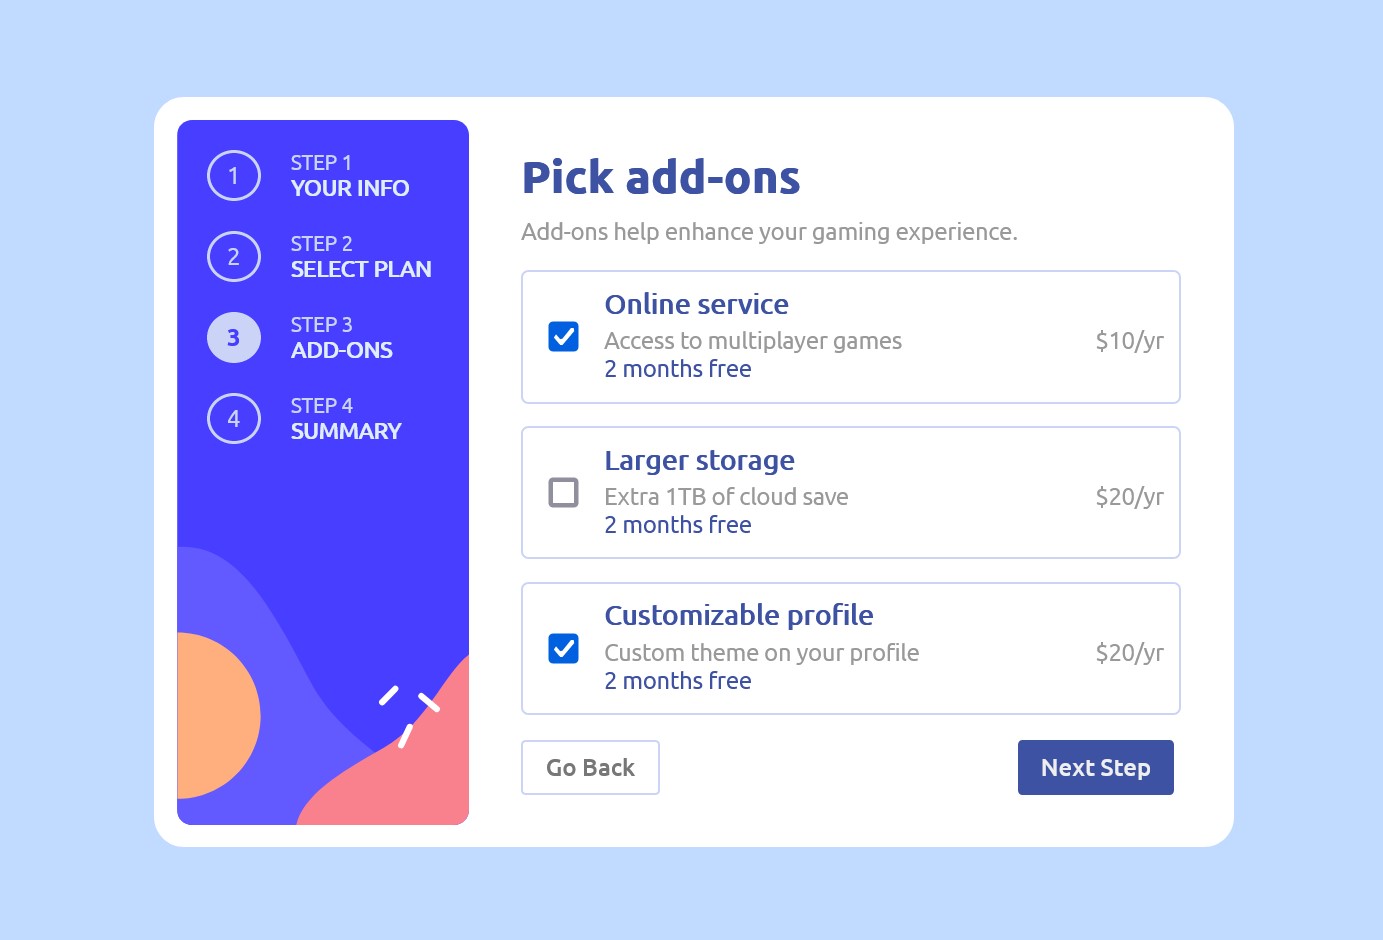 1
STEP 1
YOUR INFO
2
STEP 2
SELECT PLAN
3
STEP 3
ADD-ONS
4
STEP 4
SUMMARY
Pick add-ons
Add-ons help enhance your gaming experience.
Online service
Access to multiplayer games
2 months free
$10/yr
Larger storage
Extra 1TB of cloud save
2 months free
$20/yr
Customizable profile
Custom theme on your profile
2 months free
$20/yr
Go Back
Next Step